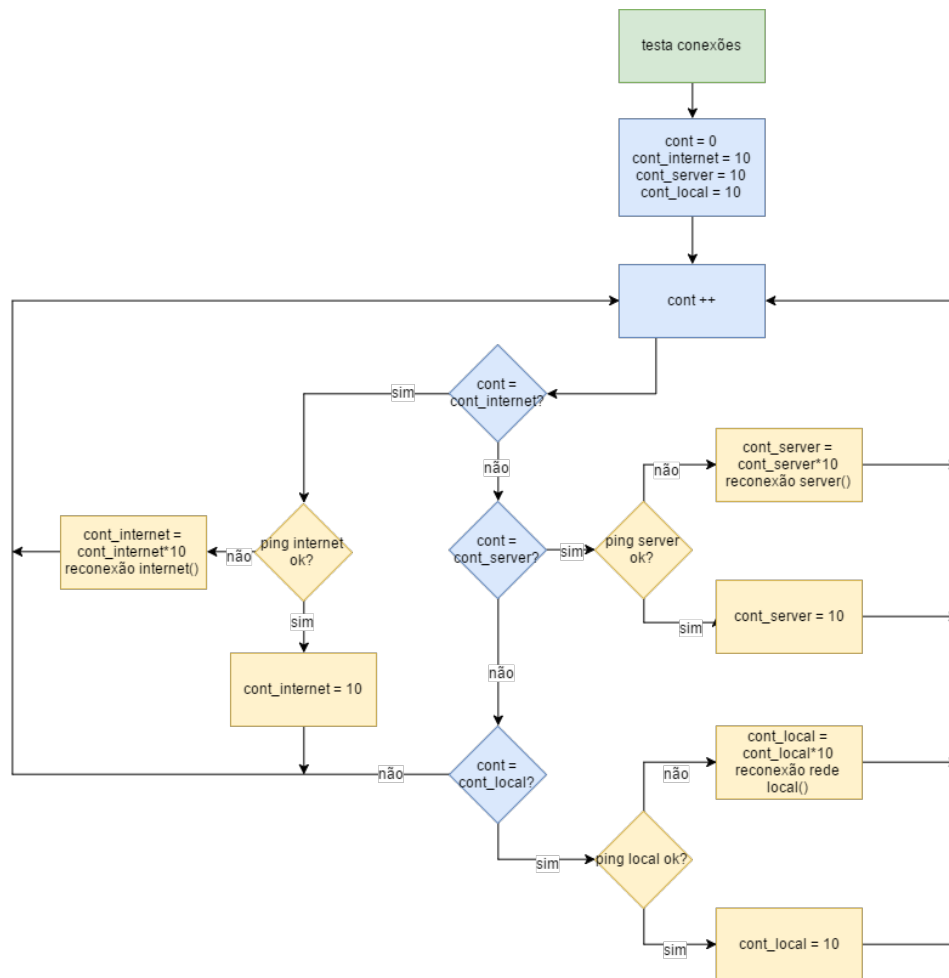 testa conexões
cont = 0
cont_internet = 10
cont_server = 10
cont_local = 10
cont ++
cont =
cont_internet?
sim
não
cont_server =
cont_server*10
reconexão server()
não
cont_internet =
cont_internet*10
reconexão internet()
não
ping internet
ok?
cont =
cont_server?
sim
ping server
ok?
sim
cont_server = 10
sim
cont_internet = 10
não
cont_local =
cont_local*10
reconexão rede
local()
não
não
cont =
cont_local?
sim
ping local ok?
sim
cont_local = 10